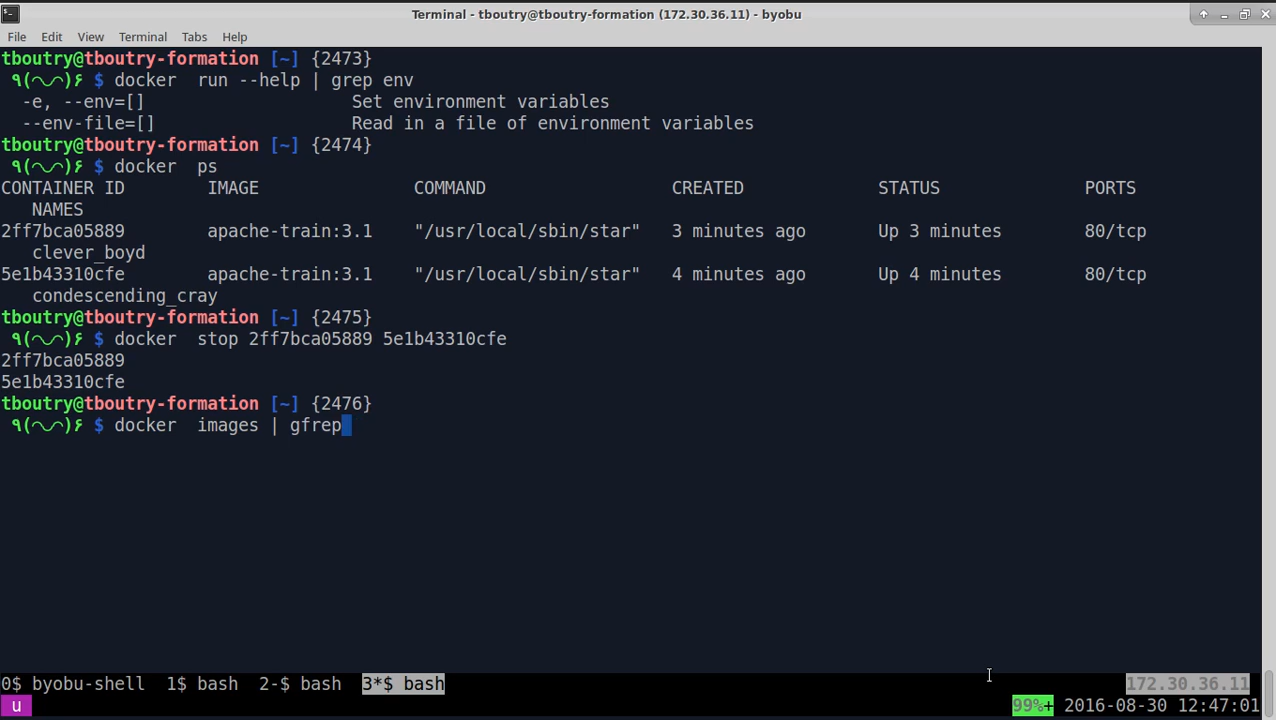 Terminal - tboutry@tboutry-formation (172.30.36.11) - byobu
File Edit View Terminal Tabs Help
tboutry@tboutry-formation [~] {2473}
٩(◡◡)۶ $ docker  run --help | grep env
  -e, --env=[]                    Set environment variables
  --env-file=[]                   Read in a file of environment variables
tboutry@tboutry-formation [~] {2474}
٩(◡◡)۶ $ docker  ps
CONTAINER ID        IMAGE               COMMAND                  CREATED             STATUS              PORTS
   NAMES
2ff7bca05889        apache-train:3.1    "/usr/local/sbin/star"   3 minutes ago       Up 3 minutes        80/tcp
   clever_boyd
5e1b43310cfe        apache-train:3.1    "/usr/local/sbin/star"   4 minutes ago       Up 4 minutes        80/tcp
   condescending_cray
tboutry@tboutry-formation [~] {2475}
٩(◡◡)۶ $ docker  stop 2ff7bca05889 5e1b43310cfe
2ff7bca05889
5e1b43310cfe
tboutry@tboutry-formation [~] {2476}
٩(◡◡)۶ $ docker  images | gfrep
0$ byobu-shell  1$ bash  2-$ bash  3*$ bash 172.30.36.11
u 99%+ 2016-08-30 12:47:01